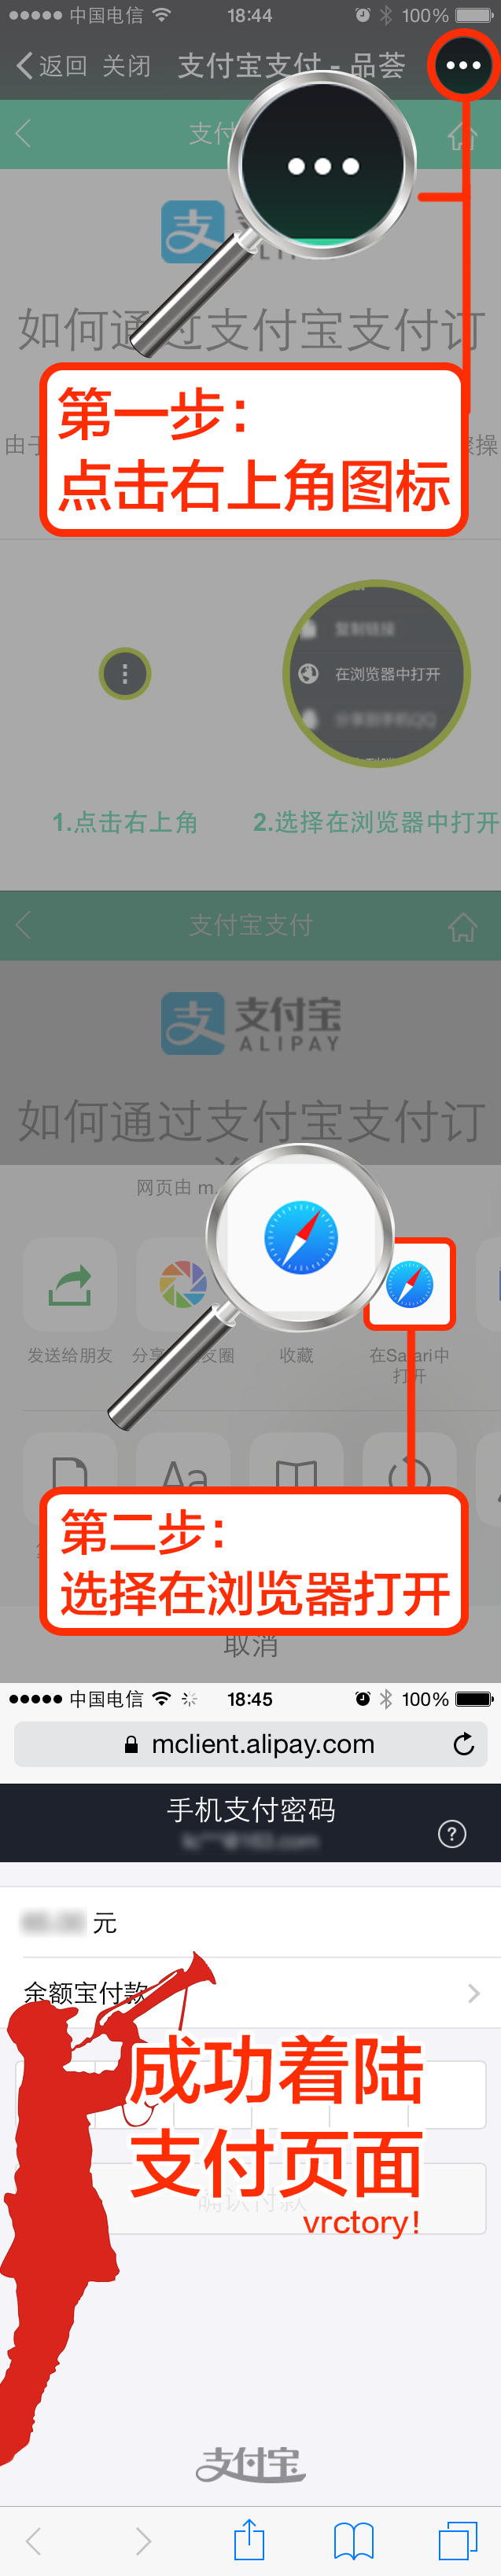 中国电信 18:44 100%
返回 关闭 支付宝支付 - 品荟
支付
支
ALIPAY
如何通过支付宝支付订
第一步：
由于 操
点击右上角图标
复制链接
在浏览器中打开
分享到手机QQ
1.点击右上角 2.选择在浏览器中打开
支付宝支付
支 支付宝
ALIPAY
如何通过支付宝支付订
网页由 m.
发送给朋友 分享 友圈 收藏 在Safari中
打开
Aa
第二步：
选择在浏览器打开
取消
中国电信 18:45 100%
mclient.alipay.com
手机支付密码
元
余额宝付款
成功着陆
支付页面
确认付款
vrctory!
支付宝